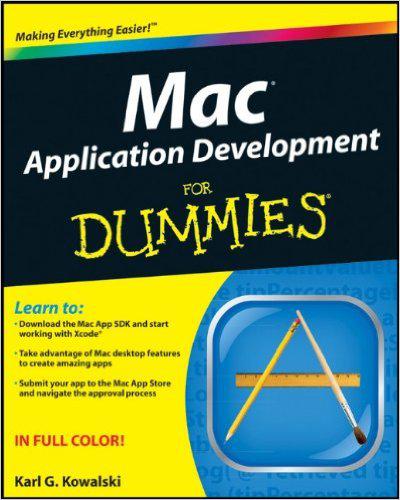 Making Everything Easier!™
Mac®
Application Development
FOR
DUMMIES®
Learn to:
• Download the Mac App SDK and start
working with Xcode®
• Take advantage of Mac desktop features
to create amazing apps
• Submit your app to the Mac App Store
and navigate the approval process
IN FULL COLOR!
Karl G. Kowalski
tipPercentage